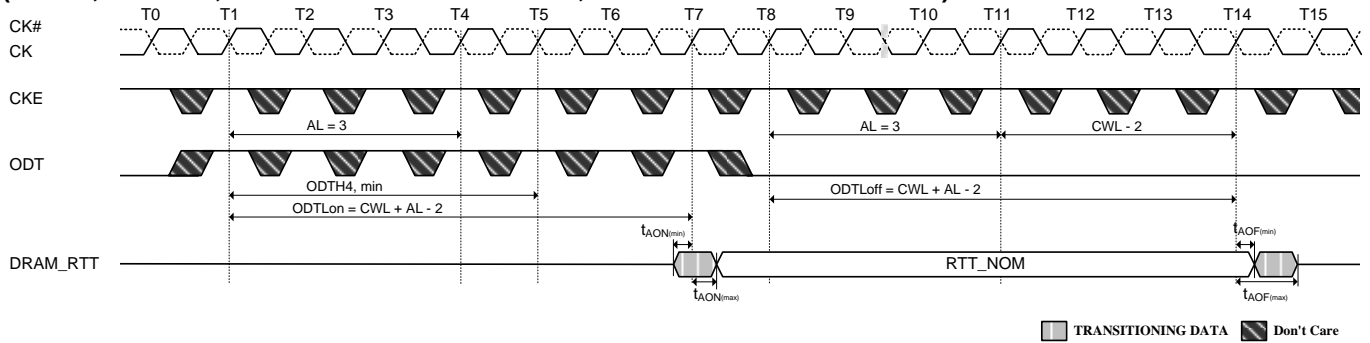 T0 T1 T2 T3 T4 T5 T6 T7 T8 T9 T10 T11 T12 T13 T14 T15
CK#
CK
CKE
AL = 3 AL = 3 CWL - 2
ODT
ODTH4, min ODTLoff = CWL + AL - 2
ODTLon = CWL + AL - 2
tAON(min) tAOF(min)
DRAM_RTT RTT_NOM
tAON(max) tAOF(max)
TRANSITIONING DATA Don't Care